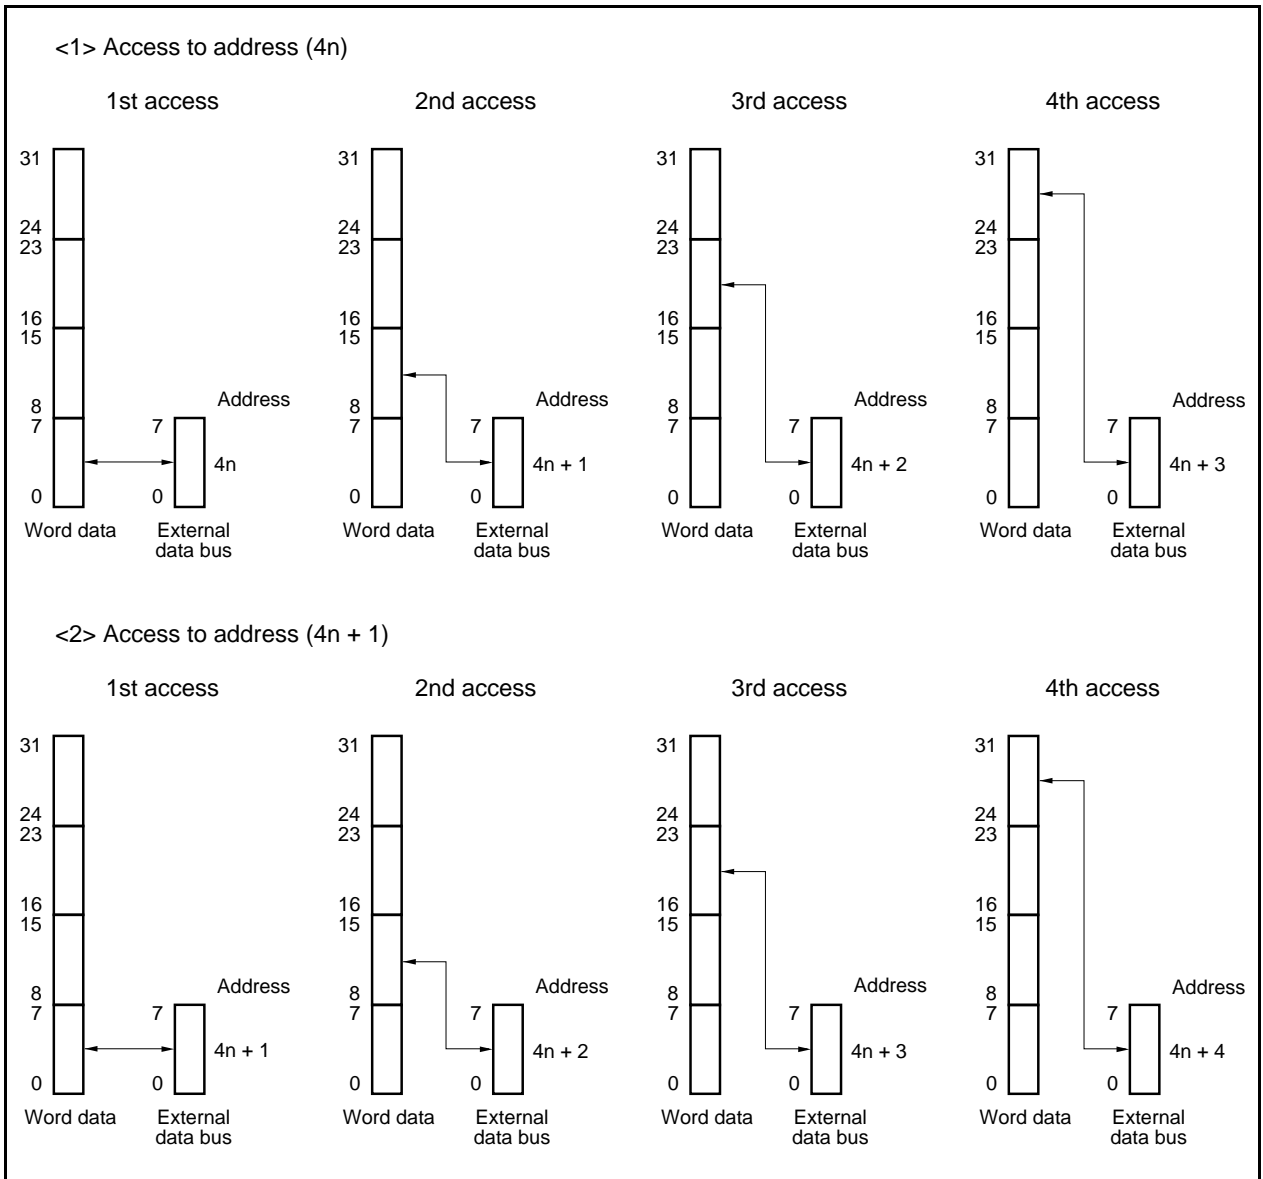 <1> Access to address (4n)
1st access 2nd access 3rd access 4th access
31 31 31 31
24 24 24 24
23 23 23 23
16 16 16 16
15 15 15 15
Address Address Address Address
8 8 8 8
7 7 7 7 7 7 7 7
4n 4n + 1 4n + 2 4n + 3
0 0 0 0 0 0 0 0
Word data External Word data External Word data External Word data External
data bus data bus data bus data bus
<2> Access to address (4n + 1)
1st access 2nd access 3rd access 4th access
31 31 31 31
24 24 24 24
23 23 23 23
16 16 16 16
15 15 15 15
Address Address Address Address
8 8 8 8
7 7 7 7 7 7 7 7
4n + 1 4n + 2 4n + 3 4n + 4
0 0 0 0 0 0 0 0
Word data External Word data External Word data External Word data External
data bus data bus data bus data bus